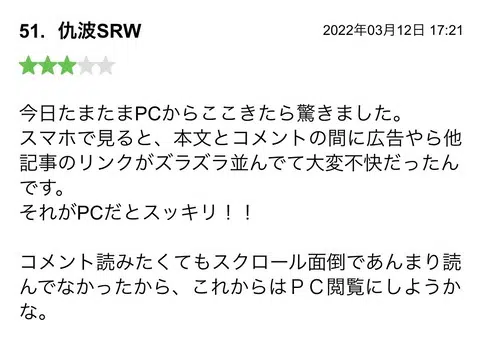 51. 仇波SRW 2022年03月12日 17:21
今日たまたまPCからここきたら驚きました。
スマホで見ると、本文とコメントの間に広告やら他
記事のリンクがズラズラ並んでて大変不快だったん
です。
それがPCだとスッキリ！！
コメント読みたくてもスクロール面倒であんまり読
んでなかったから、これからはＰＣ閲覧にしようか
な。